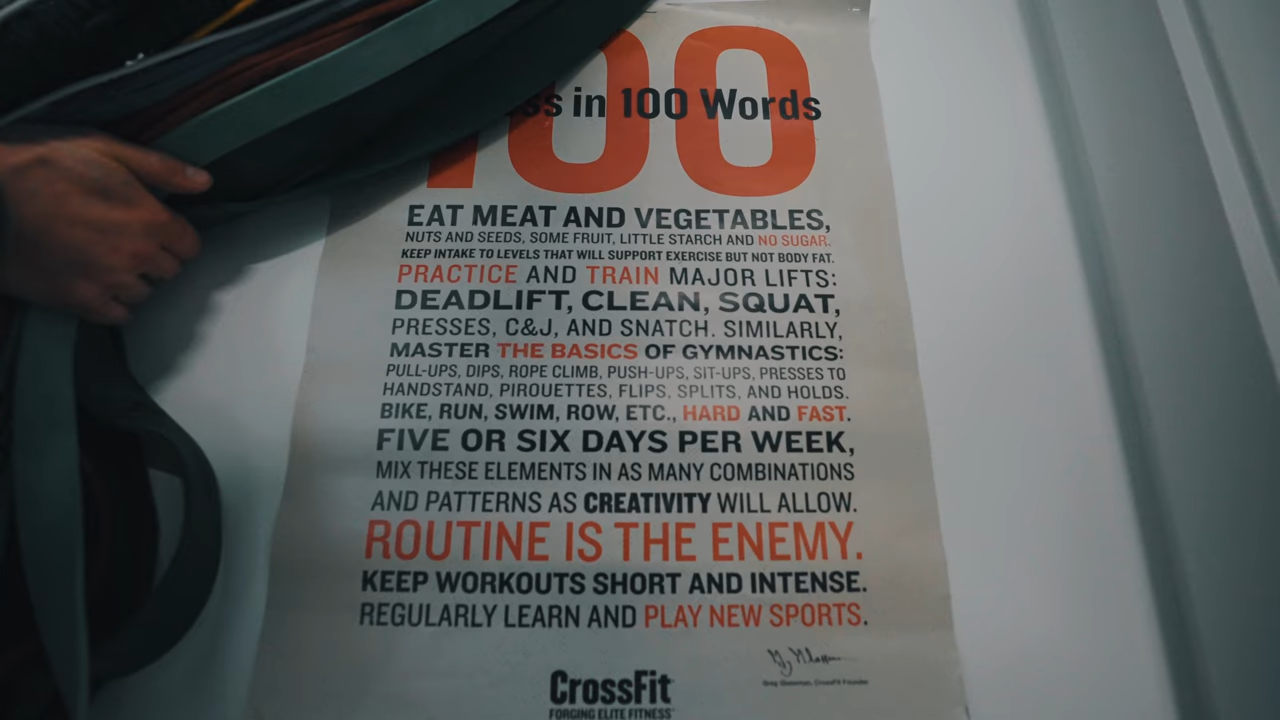 100
ss in 100 Words
EAT MEAT AND VEGETABLES,
NUTS AND SEEDS, SOME FRUIT, LITTLE STARCH AND NO SUGAR.
KEEP INTAKE TO LEVELS THAT WILL SUPPORT EXERCISE BUT NOT BODY FAT.
PRACTICE AND TRAIN MAJOR LIFTS:
DEADLIFT, CLEAN, SQUAT,
PRESSES, C&J, AND SNATCH. SIMILARLY,
MASTER THE BASICS OF GYMNASTICS:
PULL-UPS, DIPS, ROPE CLIMB, PUSH-UPS, SIT-UPS, PRESSES TO
HANDSTAND, PIROUETTES, FLIPS, SPLITS, AND HOLDS.
BIKE, RUN, SWIM, ROW, ETC., HARD AND FAST.
FIVE OR SIX DAYS PER WEEK,
MIX THESE ELEMENTS IN AS MANY COMBINATIONS
AND PATTERNS AS CREATIVITY WILL ALLOW.
ROUTINE IS THE ENEMY.
KEEP WORKOUTS SHORT AND INTENSE.
REGULARLY LEARN AND PLAY NEW SPORTS.
Greg Glassman, CrossFit Founder
CrossFit
FORGING ELITE FITNESS